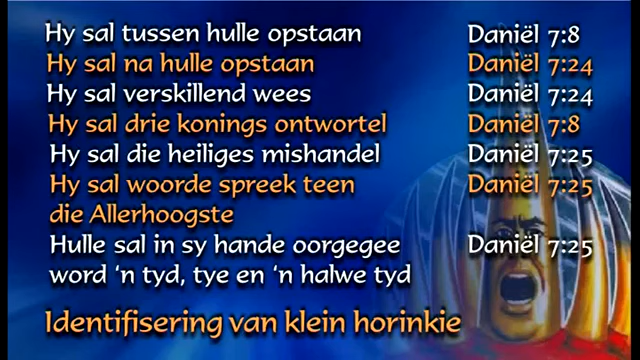 Hy sal tussen hulle opstaan Daniël 7:8
Hy sal na hulle opstaan Daniël 7:24
Hy sal verskillend wees Daniël 7:24
Hy sal drie konings ontwortel Daniël 7:8
Hy sal die heiliges mishandel Daniël 7:25
Hy sal woorde spreek teen Daniël 7:25
die Allerhoogste
Hulle sal in sy hande oorgegee Daniël 7:25
word ‘n tyd, tye en ‘n halwe tyd
Identifisering van klein horinkie